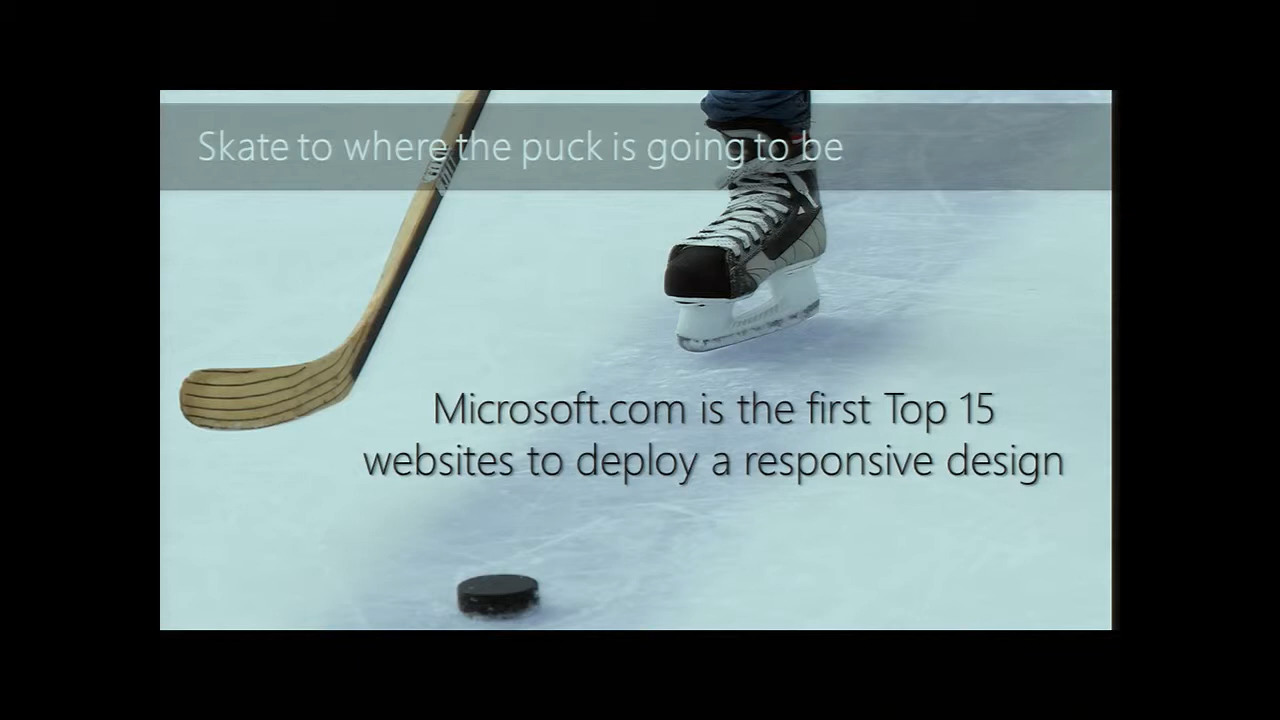 Skate to where the puck is going to be
Microsoft.com is the first Top 15
websites to deploy a responsive design